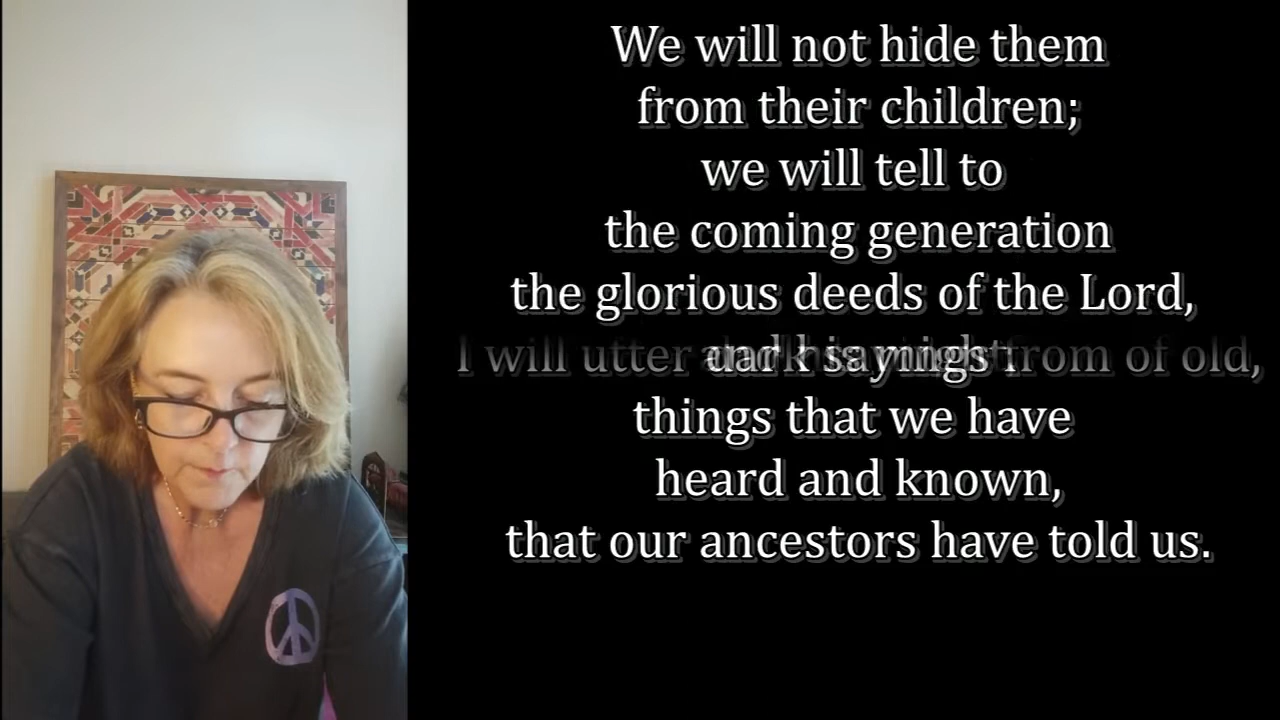 We will not hide them
from their children;
we will tell to
the coming generation
the glorious deeds of the Lord,
I will utter from of old,
things that we have
heard and known,
that our ancestors have told us.